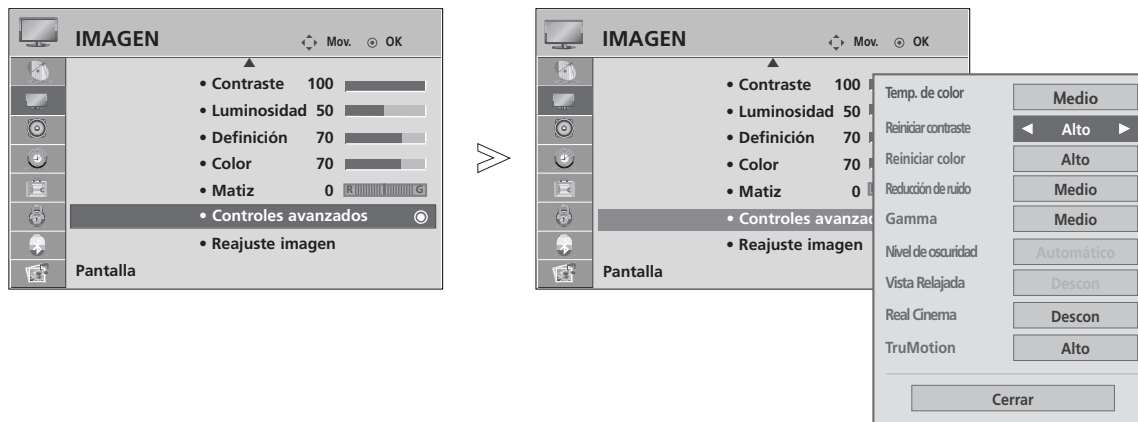 IMAGEN
Mov. OK
• Contraste 100
• Luminosidad 50
• Definición 70
• Color 70
• Matiz 0 R G
• Controles avanzados
• Reajuste imagen
Pantalla
IMAGEN
Mov. OK
• Contraste 100
• Luminosidad 50
• Definición 70
• Color 70
• Matiz 0
• Controles avanzad
• Reajuste imagen
Pantalla
Temp. de color Medio
Reiniciar contraste Alto
Reiniciar color Alto
Reducción de ruido Medio
Gamma Medio
Nivel de oscuridad Automático
Vista Relajada Descon
Real Cinema Descon
TruMotion Alto
Cerrar